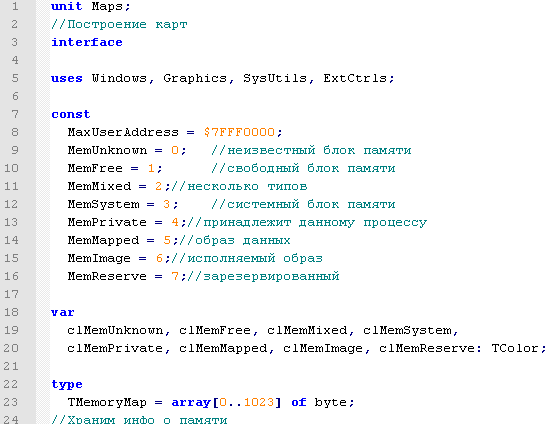 1 unit Maps;
2 //Построение карт
3 interface
4
5 uses Windows, Graphics, SysUtils, ExtCtrls;
6
7 const
8 MaxUserAddress = $7FFF0000;
9 MemUnknown = 0; //неизвестный блок памяти
10 MemFree = 1; //свободный блок памяти
11 MemMixed = 2;//несколько типов
12 MemSystem = 3; //системный блок памяти
13 MemPrivate = 4;//принадлежит данному процессу
14 MemMapped = 5;//образ данных
15 MemImage = 6;//исполняемый образ
16 MemReserve = 7;//зарезервированный
17
18 var
19 clMemUnknown, clMemFree, clMemMixed, clMemSystem,
20 clMemPrivate, clMemMapped, clMemImage, clMemReserve: TColor;
21
22 type
23 TMemoryMap = array[0..1023] of byte;
24 //Храним инфо о памяти